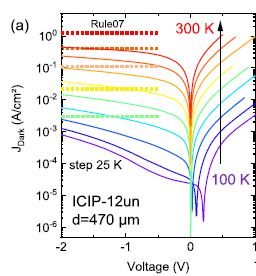 (a)
Rule07
10⁰
10⁻¹
10⁻²
10⁻³
10⁻⁴
10⁻⁵
10⁻⁶
J_Dark (A/cm²)
300 K
100 K
step 25 K
ICIP-12un
d=470 μm
-2 -1 0 1
Voltage (V)